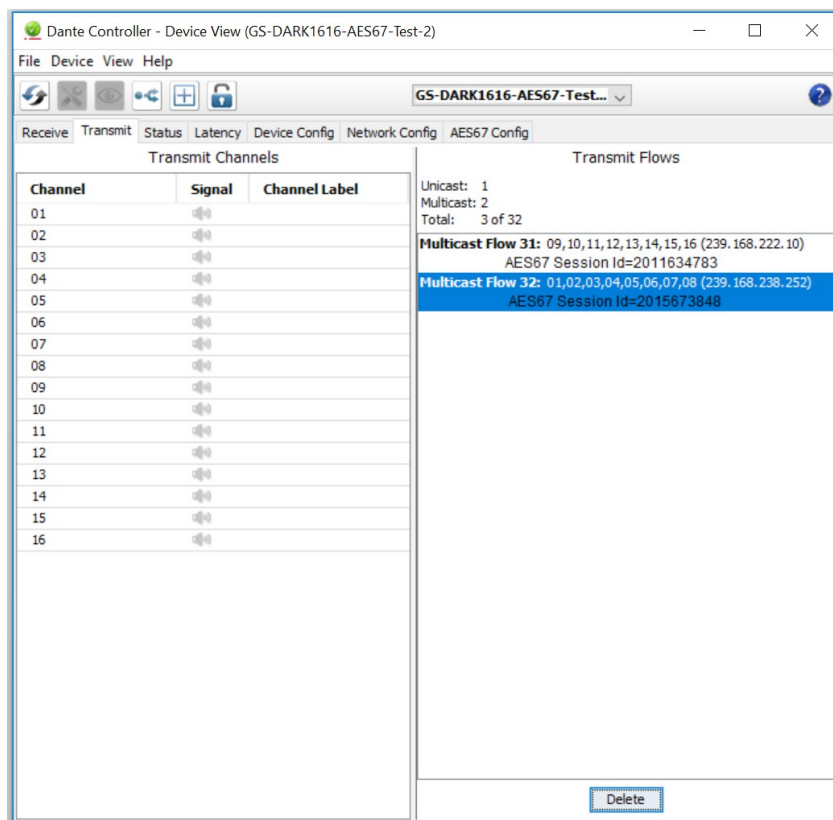 Dante Controller - Device View (GS-DARK1616-AES67-Test-2)
File Device View Help
GS-DARK1616-AES67-Test...
?
Receive Transmit Status Latency Device Config Network Config AES67 Config
Transmit Channels
Channel Signal Channel Label
01
02
03
04
05
06
07
08
09
10
11
12
13
14
15
16
Transmit Flows
Unicast: 1
Multicast: 2
Total: 3 of 32
Multicast Flow 31: 09,10,11,12,13,14,15,16 (239.168.222.10)
AES67 Session Id=2011634783
Multicast Flow 32: 01,02,03,04,05,06,07,08 (239.168.238.252)
AES67 Session Id=2015673848
Delete